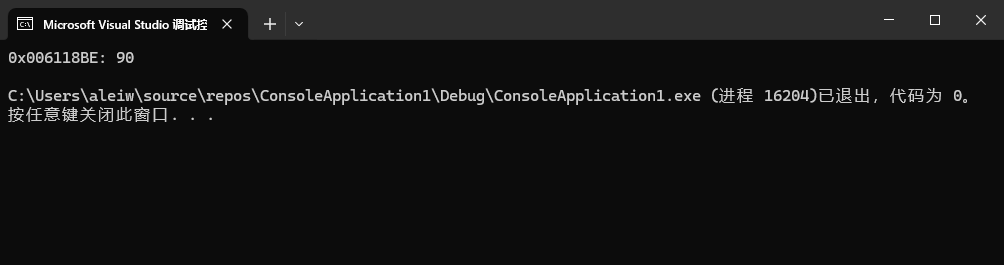 Microsoft Visual Studio 调试控
0x006118BE: 90
C:\Users\aleiw\source\repos\ConsoleApplication1\Debug\ConsoleApplication1.exe (进程 16204)已退出，代码为 0。
按任意键关闭此窗口. . .